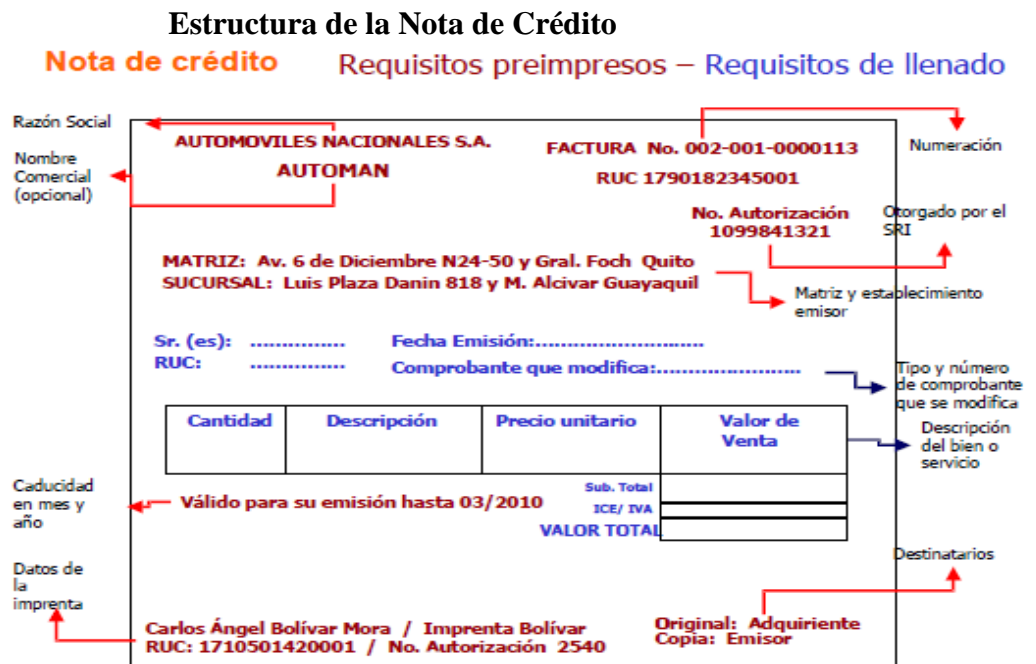 Estructura de la Nota de Crédito
Nota de crédito Requisitos preimpresos – Requisitos de llenado
Razón Social
Nombre
Comercial
(opcional)
AUTOMOVILES NACIONALES S.A.
AUTOMAN
FACTURA No. 002-001-0000113
RUC 1790182345001
Numeración
No. Autorización
1099841321
Otorgado por el
SRI
MATRIZ: Av. 6 de Diciembre N24-50 y Gral. Foch Quito
SUCURSAL: Luis Plaza Danin 818 y M. Alcivar Guayaquil
Matriz y establecimiento
emisor
Sr. (es): ...............
Fecha Emisión:..........................
RUC: ...............
Comprobante que modifica:......................
Tipo y número
de comprobante
que se modifica
Cantidad
Descripción
Precio unitario
Valor de
Venta
Descripción
del bien o
servicio
Caducidad
en mes y
año
Válido para su emisión hasta 03/2010
Sub. Total
ICE/ IVA
VALOR TOTAL
Datos de
la
imprenta
Destinatarios
Carlos Ángel Bolívar Mora / Imprenta Bolívar
RUC: 1710501420001 / No. Autorización 2540
Original: Adquiriente
Copia: Emisor